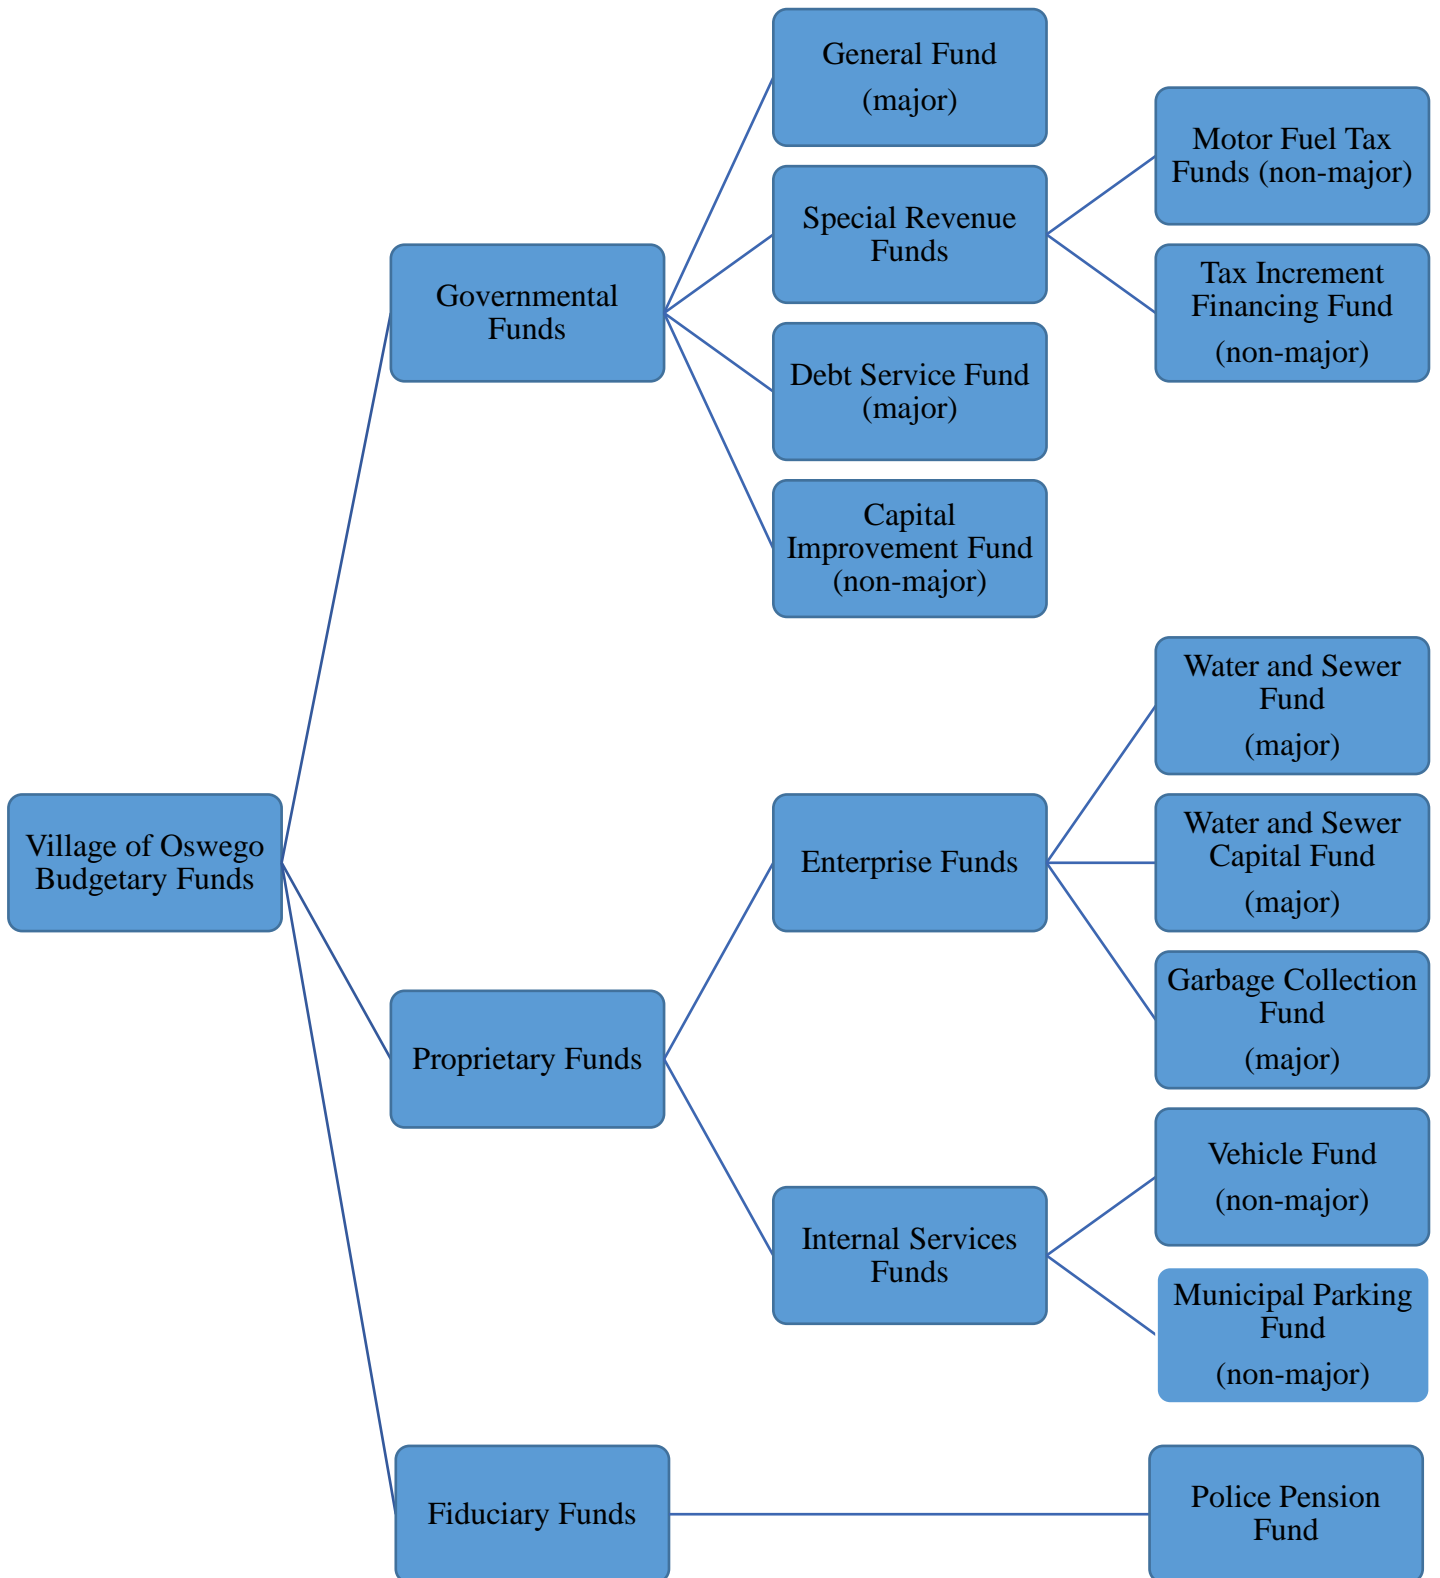 Village of Oswego
Budgetary Funds
Governmental
Funds
General Fund
(major)
Special Revenue
Funds
Motor Fuel Tax
Funds (non-major)
Tax Increment
Financing Fund
(non-major)
Debt Service Fund
(major)
Capital
Improvement Fund
(non-major)
Proprietary Funds
Enterprise Funds
Water and Sewer
Fund
(major)
Water and Sewer
Capital Fund
(major)
Garbage Collection
Fund
(major)
Internal Services
Funds
Vehicle Fund
(non-major)
Municipal Parking
Fund
(non-major)
Fiduciary Funds
Police Pension
Fund